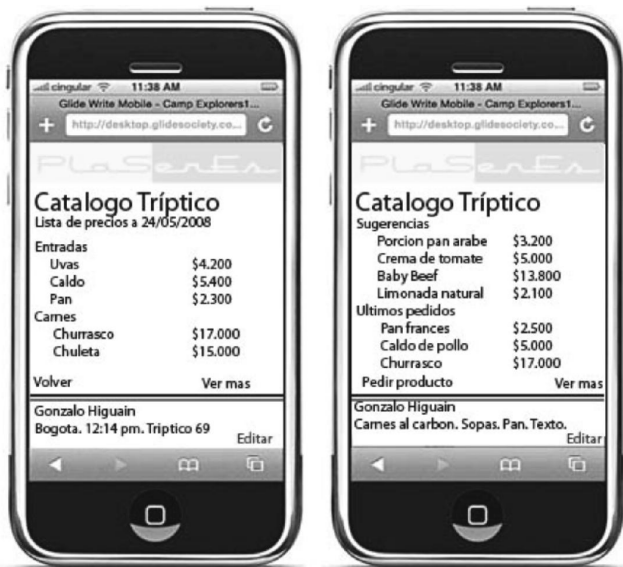 cingular 11:38 AM
Glide Write Mobile - Camp Explorers1...
http://desktop.glidesociety.co...
PLaSerEs
Catalogo Tríptico
Lista de precios a 24/05/2008
Entradas
Uvas $4.200
Caldo $5.400
Pan $2.300
Carnes
Churrasco $17.000
Chuleta $15.000
Volver Ver mas
Gonzalo Higuain
Bogota. 12:14 pm. Triptico 69
Editar
cingular 11:38 AM
Glide Write Mobile - Camp Explorers1...
http://desktop.glidesociety.co...
PLaSerEs
Catalogo Tríptico
Sugerencias
Porcion pan arabe $3.200
Crema de tomate $5.000
Baby Beef $13.800
Limonada natural $2.100
Ultimos pedidos
Pan frances $2.500
Caldo de pollo $5.000
Churrasco $17.000
Pedir producto Ver mas
Gonzalo Higuain
Carnes al carbon. Sopas. Pan. Texto.
Editar